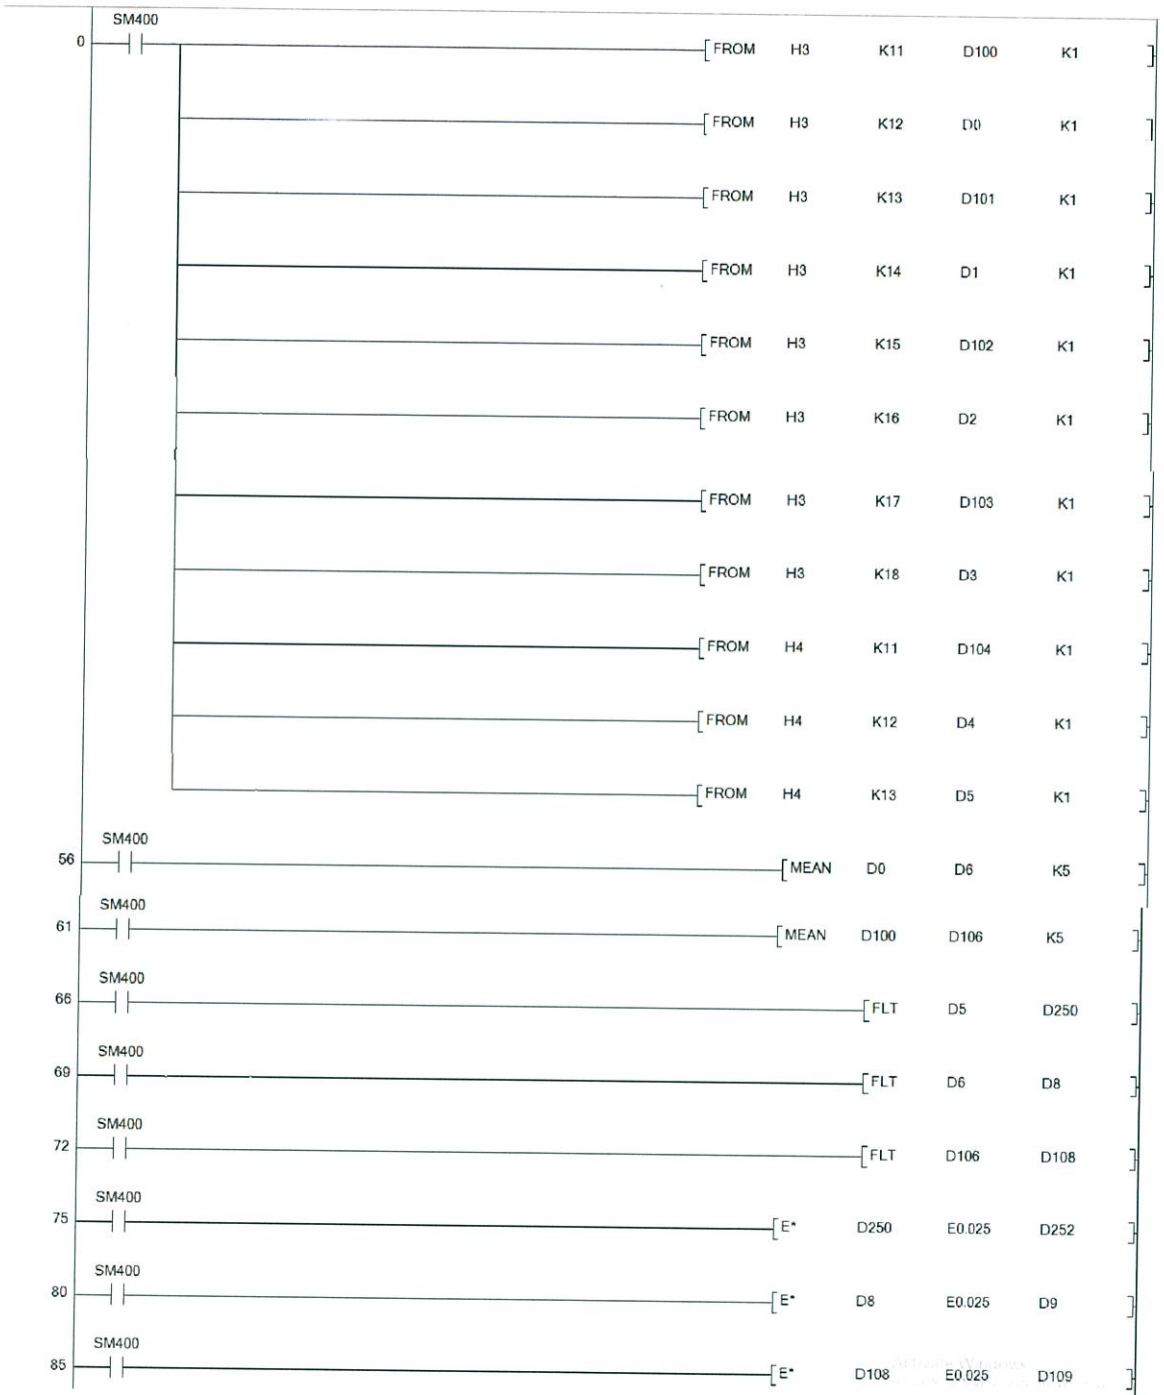 SM400
0 [FROM H3 K11 D100 K1 ]
[FROM H3 K12 D0 K1 ]
[FROM H3 K13 D101 K1 ]
[FROM H3 K14 D1 K1 ]
[FROM H3 K15 D102 K1 ]
[FROM H3 K16 D2 K1 ]
[FROM H3 K17 D103 K1 ]
[FROM H3 K18 D3 K1 ]
[FROM H4 K11 D104 K1 ]
[FROM H4 K12 D4 K1 ]
[FROM H4 K13 D5 K1 ]
SM400
56 [MEAN D0 D6 K5 ]
SM400
61 [MEAN D100 D106 K5 ]
SM400
66 [FLT D5 D250 ]
SM400
69 [FLT D6 D8 ]
SM400
72 [FLT D106 D108 ]
SM400
75 [E* D250 E0.025 D252 ]
SM400
80 [E* D8 E0.025 D9 ]
SM400
85 [E* D108 E0.025 D109 ]